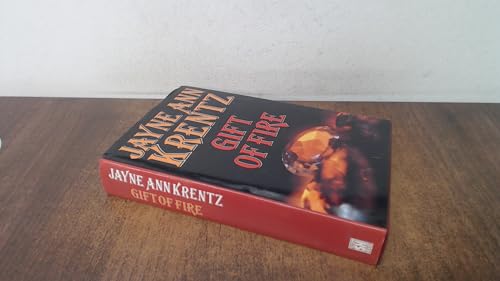 JAYNE ANN
KRENTZ
GIFT
OF FIRE
JAYNE ANN KRENTZ
GIFT OF FIRE